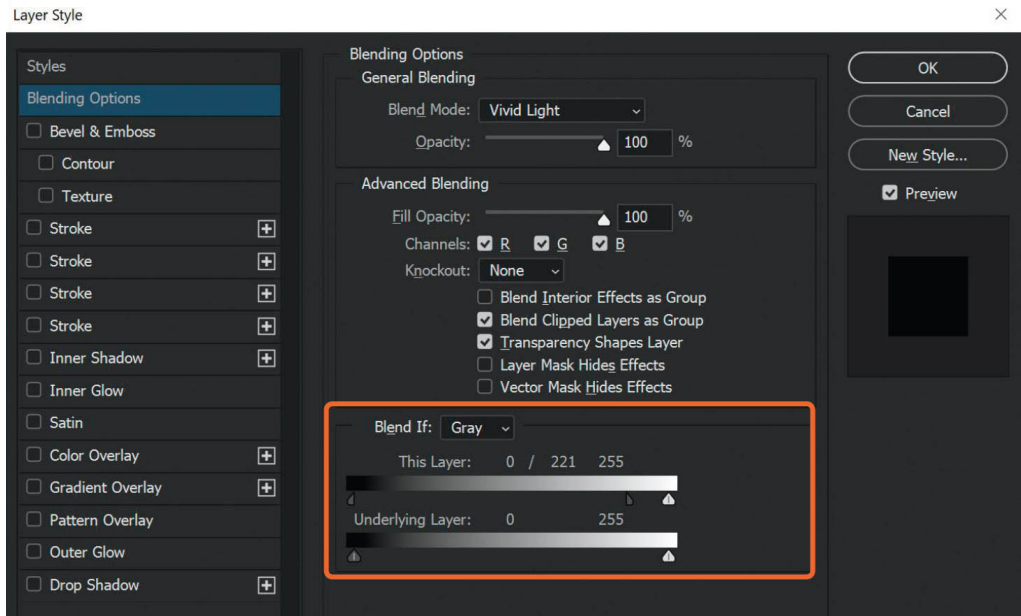 Layer Style
Styles
Blending Options
Bevel & Emboss
Contour
Texture
Stroke
Stroke
Stroke
Stroke
Inner Shadow
Inner Glow
Satin
Color Overlay
Gradient Overlay
Pattern Overlay
Outer Glow
Drop Shadow
Blending Options
General Blending
Blend Mode: Vivid Light
Opacity: 100 %
Advanced Blending
Fill Opacity: 100 %
Channels: R G B
Knockout: None
Blend Interior Effects as Group
Blend Clipped Layers as Group
Transparency Shapes Layer
Layer Mask Hides Effects
Vector Mask Hides Effects
Blend If: Gray
This Layer: 0 / 221 255
Underlying Layer: 0 255
OK
Cancel
New Style...
Preview